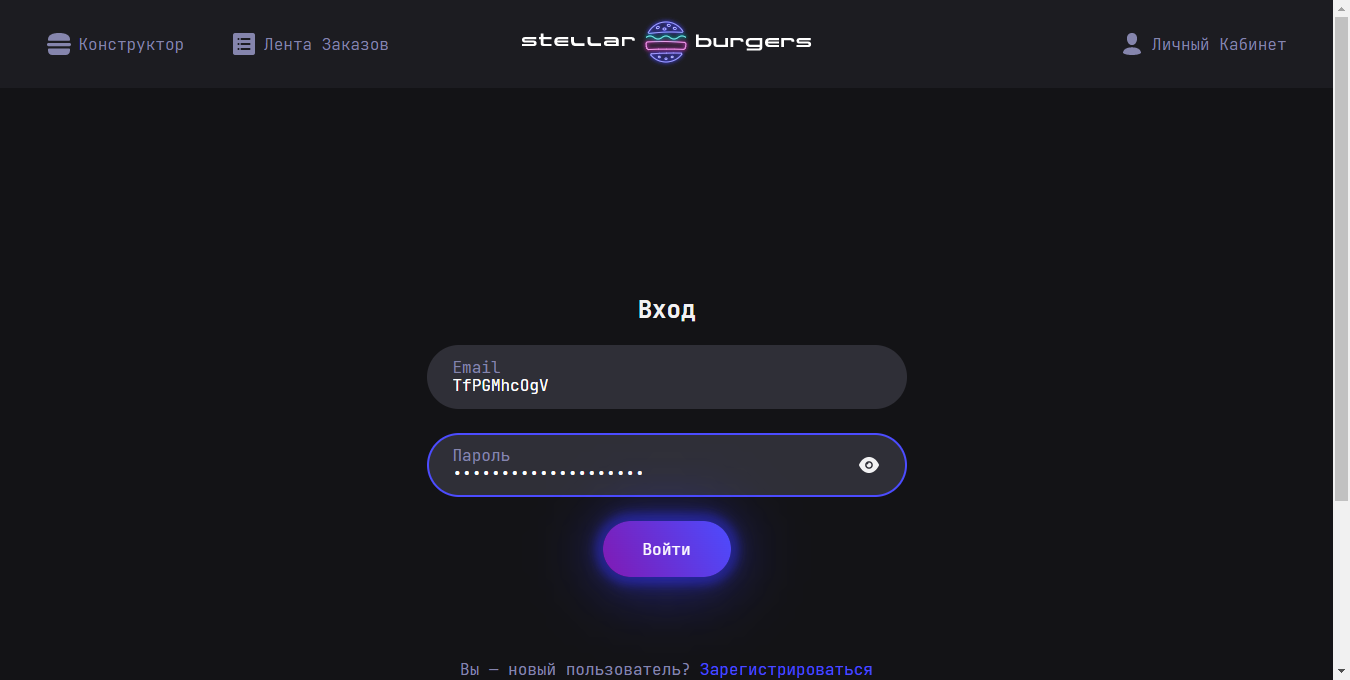 Конструктор
Лента Заказов
stellar burgers
Личный Кабинет
Вход
Email
TfPGMhcOgV
Пароль
••••••••••••••••••••
Войти
Вы — новый пользователь? Зарегистрироваться